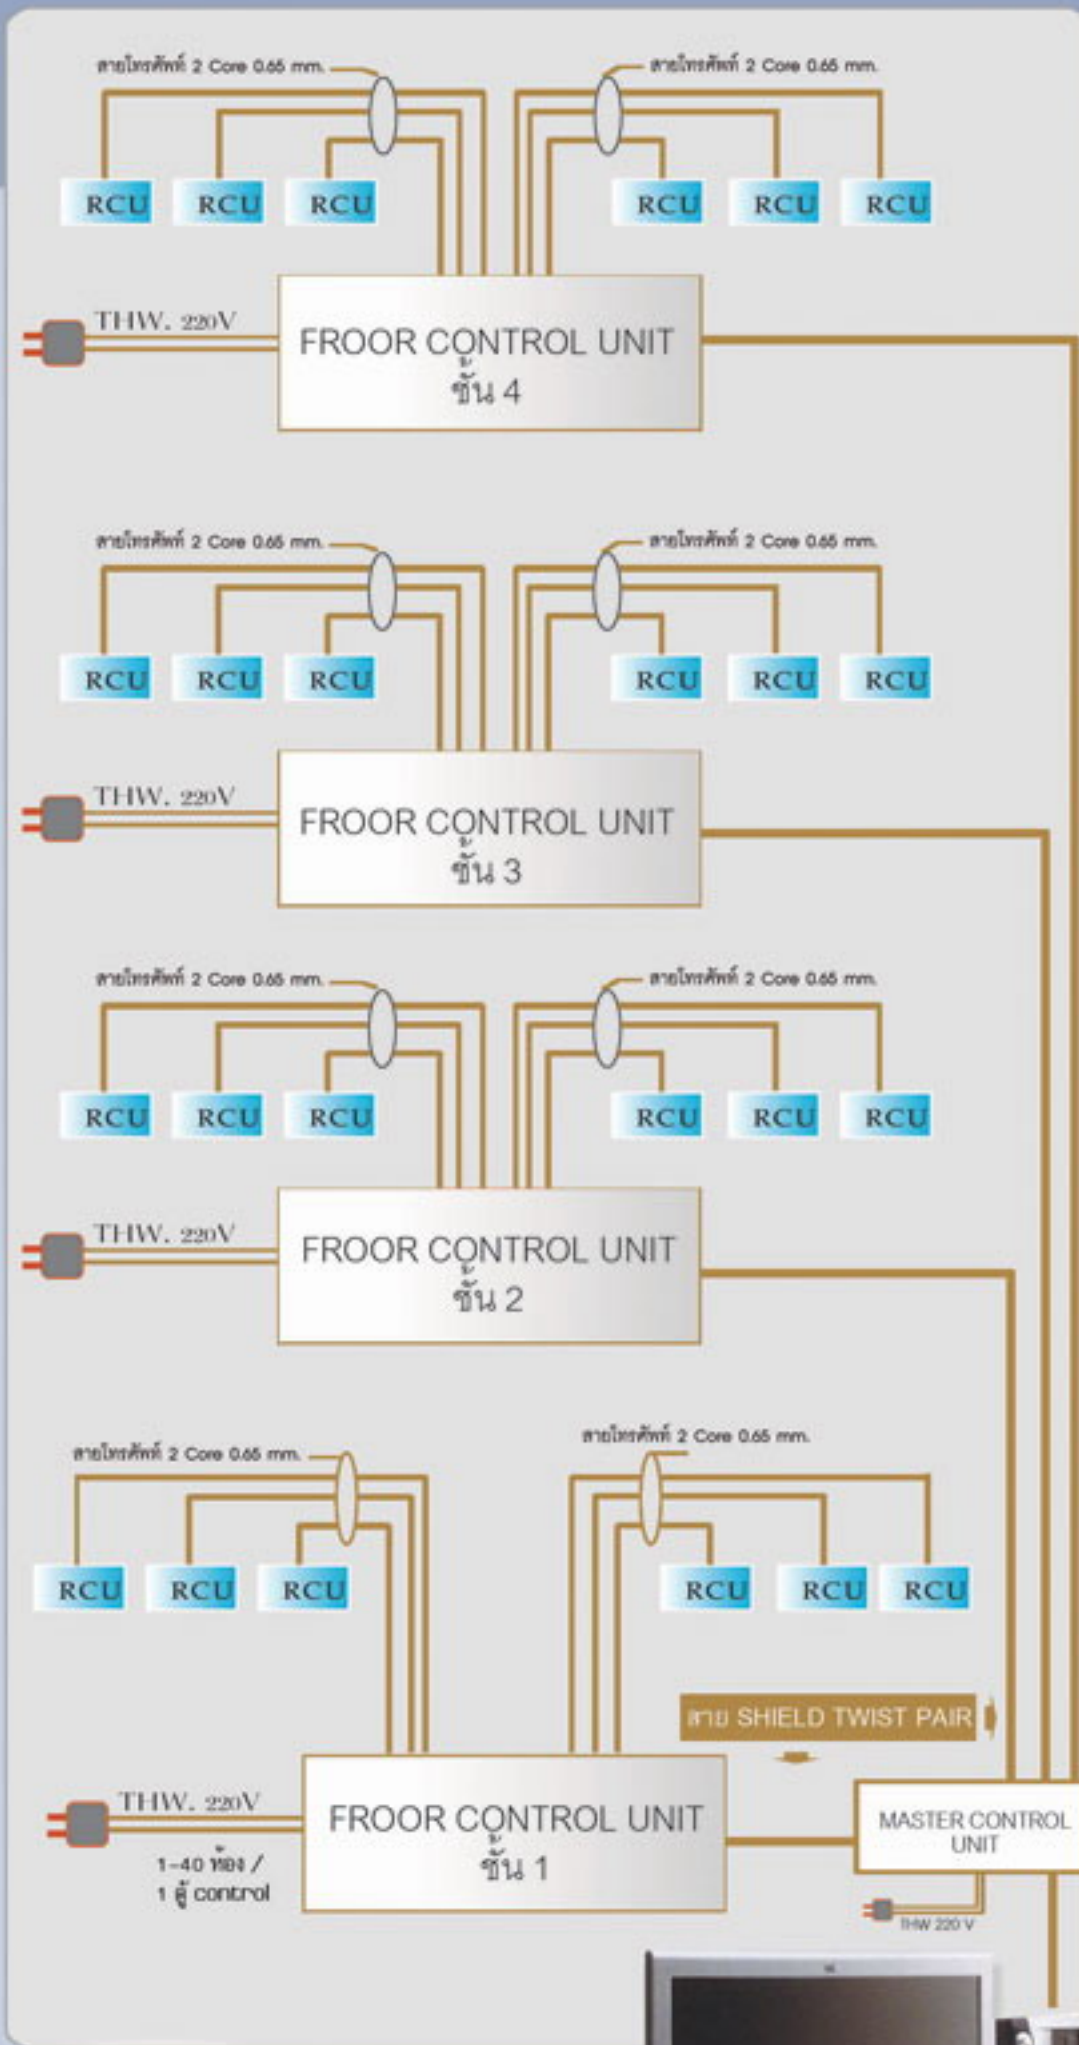 สายโทรศัพท์ 2 Core 0.65 mm.
สายโทรศัพท์ 2 Core 0.65 mm.
RCU RCU RCU RCU RCU RCU
THW. 220V
FROOR CONTROL UNIT
ชั้น 4
สายโทรศัพท์ 2 Core 0.65 mm.
สายโทรศัพท์ 2 Core 0.65 mm.
RCU RCU RCU RCU RCU RCU
THW. 220V
FROOR CONTROL UNIT
ชั้น 3
สายโทรศัพท์ 2 Core 0.65 mm.
สายโทรศัพท์ 2 Core 0.65 mm.
RCU RCU RCU RCU RCU RCU
THW. 220V
FROOR CONTROL UNIT
ชั้น 2
สายโทรศัพท์ 2 Core 0.65 mm.
สายโทรศัพท์ 2 Core 0.65 mm.
RCU RCU RCU RCU RCU RCU
สาย SHIELD TWIST PAIR
THW. 220V
FROOR CONTROL UNIT
ชั้น 1
1-40 ห้อง /
1 ตู้ control
MASTER CONTROL
UNIT
THW 220 V